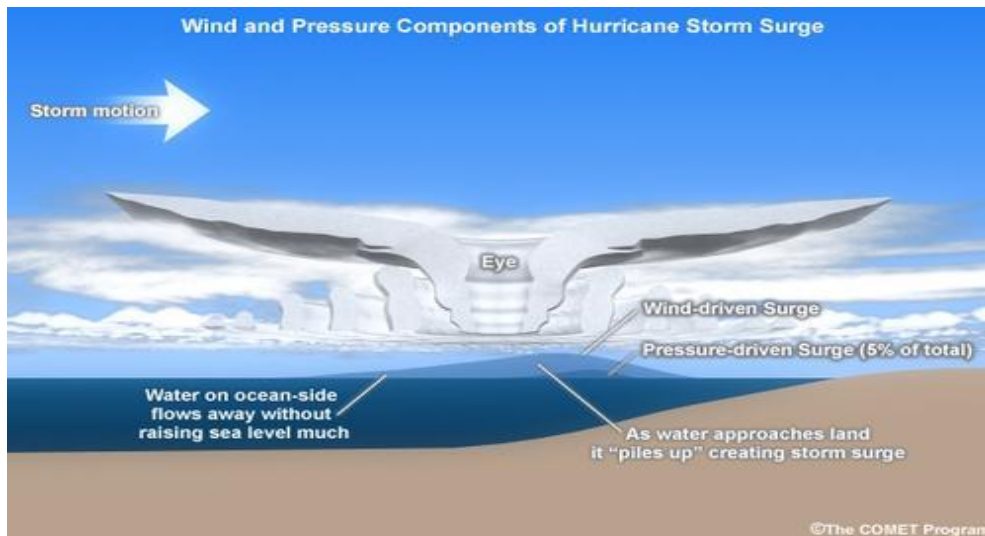 Wind and Pressure Components of Hurricane Storm Surge
Storm motion
Eye
Wind-driven Surge
Pressure-driven Surge (5% of total)
Water on ocean-side
flows away without
raising sea level much
As water approaches land
it “piles up” creating storm surge
©The COMET Program